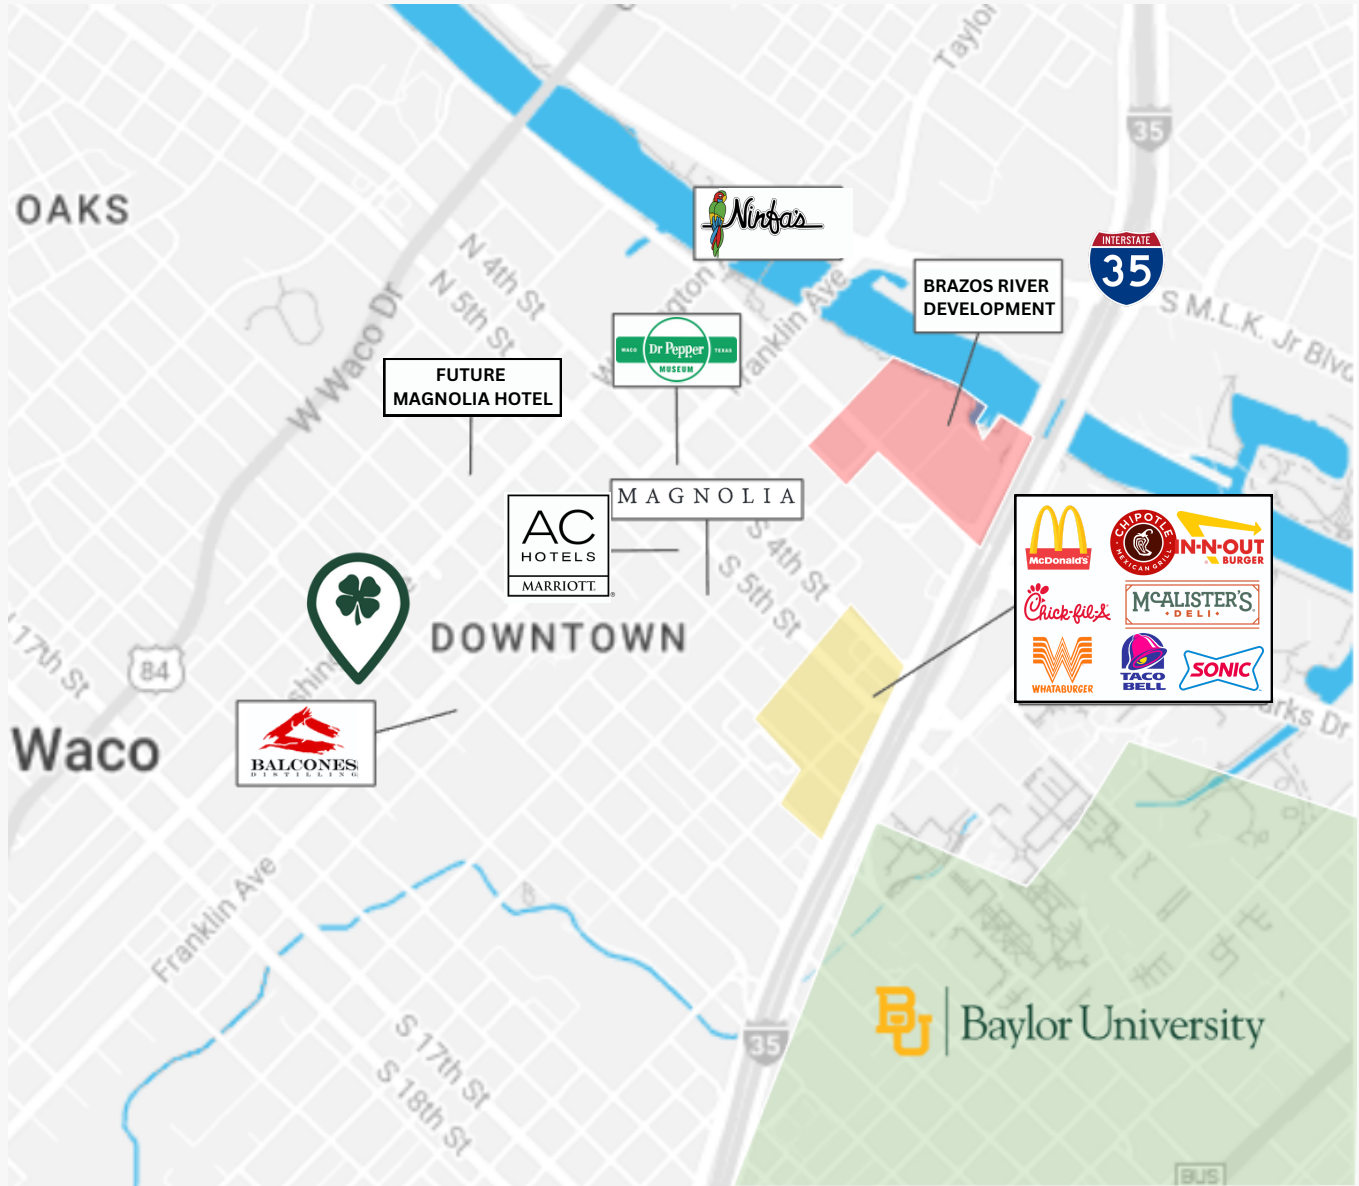 Taylor
35
OAKS
Ninfa's
INTERSTATE
35
N 4th St
N 5th St
BRAZOS RIVER
DEVELOPMENT
S M.L.K. Jr Blvd
W Waco Dr
Franklin Ave
WACO Dr Pepper TEXAS
MUSEUM
FUTURE
MAGNOLIA HOTEL
MAGNOLIA
AC
HOTELS
MARRIOTT
S 4th St
S 5th St
McDonald's
CHIPOTLE
MEXICAN GRILL
IN-N-OUT
BURGER
Chick-fil-A
McALISTER'S
DELI
WHATABURGER
TACO
BELL
SONIC
DOWNTOWN
17th St
84
Waco
BALCONES
DISTILLING
Franklin Ave
S 17th St
S 18th St
35
BU Baylor University
BUS